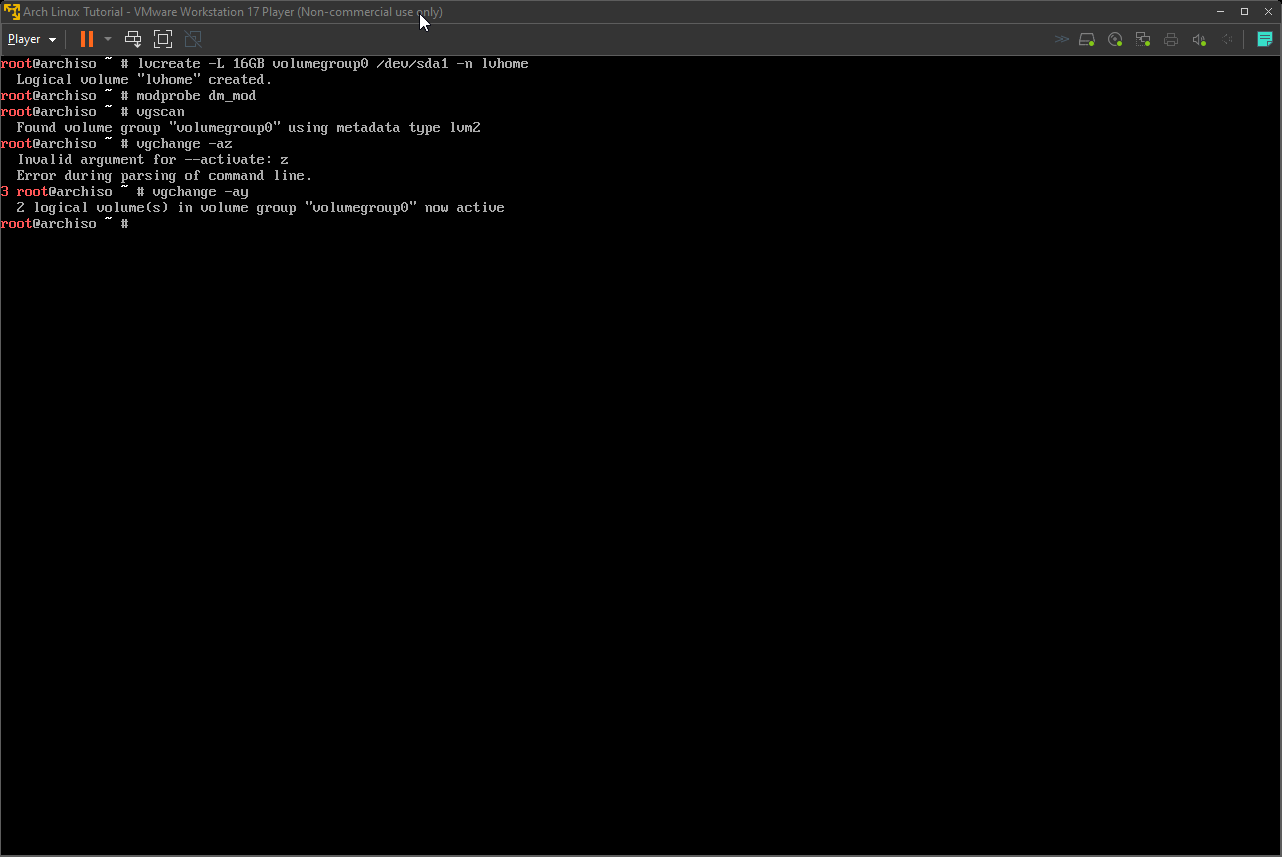 Arch Linux Tutorial - VMware Workstation 17 Player (Non-commercial use only)
Player
root@archiso ~ # lvcreate -L 16GB volumegroup0 /dev/sda1 -n lvhome
  Logical volume "lvhome" created.
root@archiso ~ # modprobe dm_mod
root@archiso ~ # vgscan
  Found volume group "volumegroup0" using metadata type lvm2
root@archiso ~ # vgchange -az
  Invalid argument for --activate: z
  Error during parsing of command line.
3 root@archiso ~ # vgchange -ay
  2 logical volume(s) in volume group "volumegroup0" now active
root@archiso ~ #